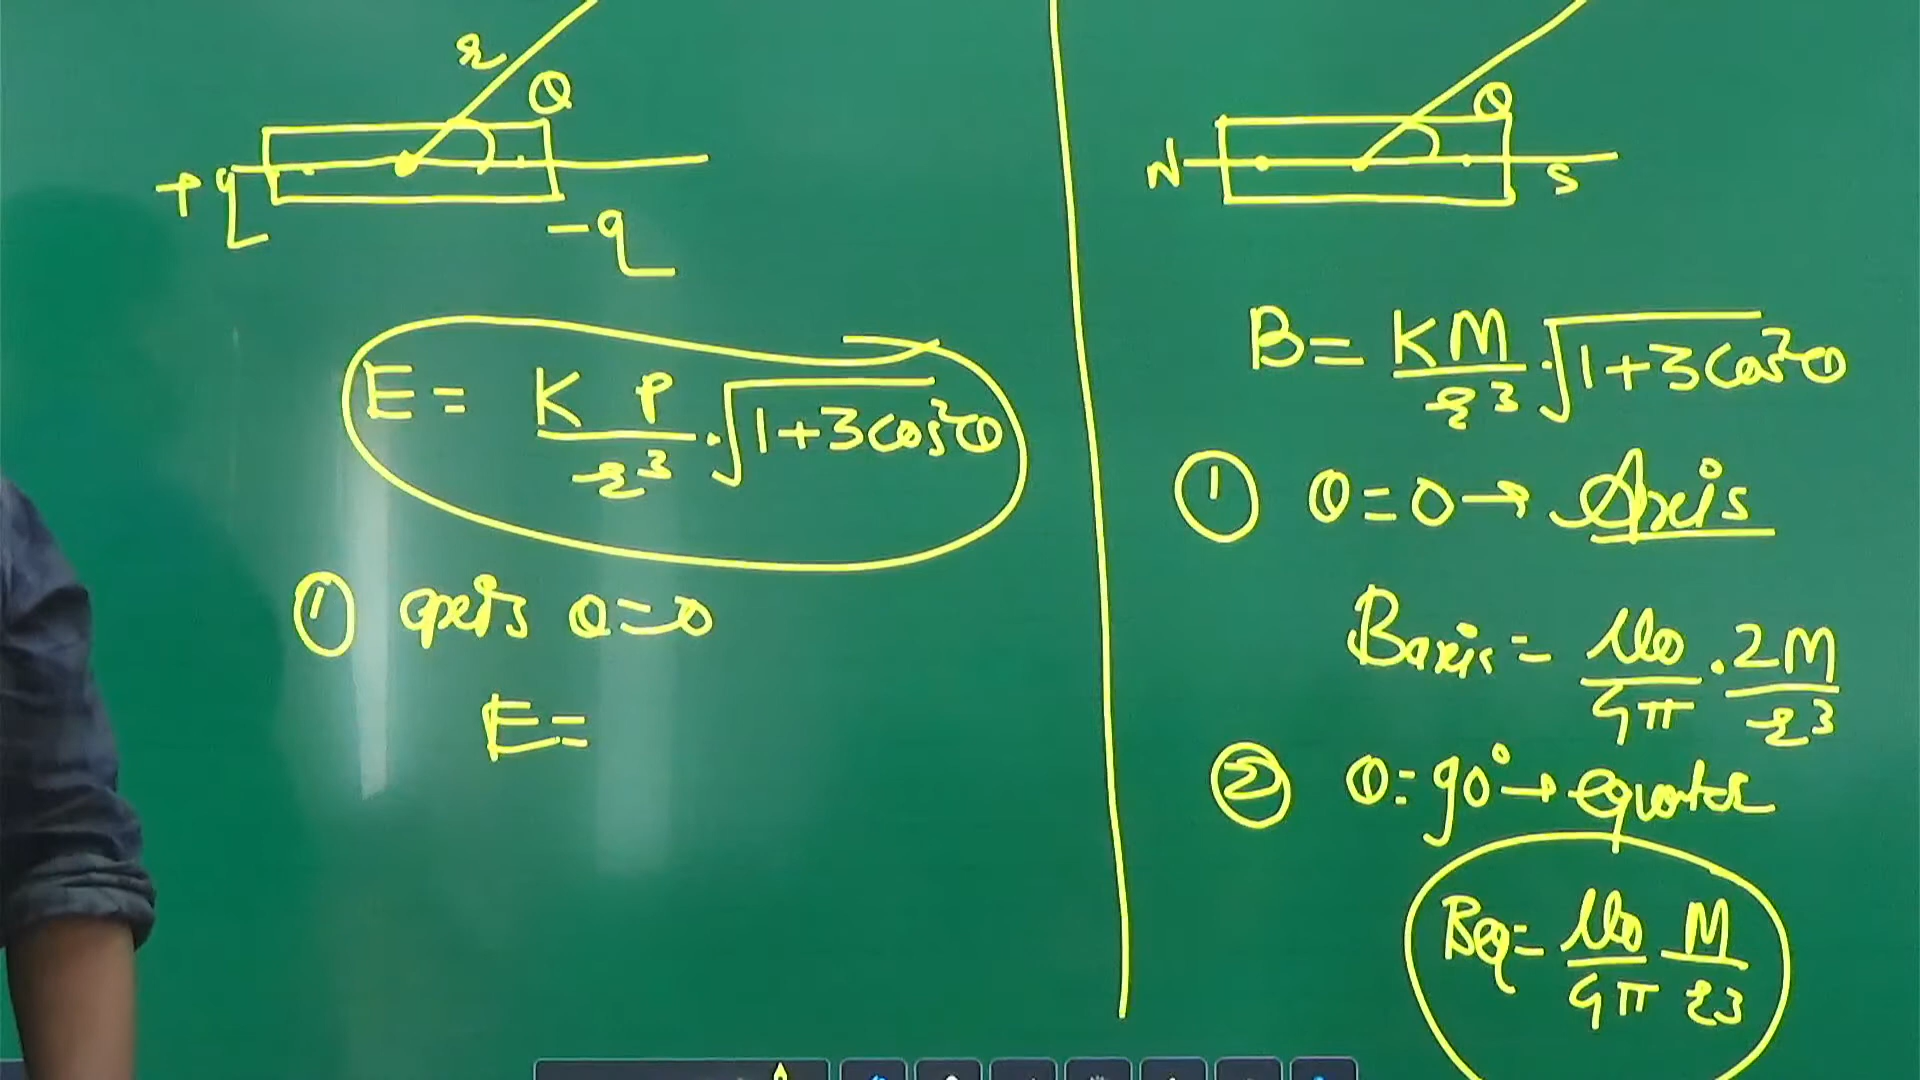 r
θ
+q
-q
E = K P / r³ . √1+3cos²θ
① axis θ=0
E=
θ
N
S
B = K M / r³ . √1+3cos²θ
① θ=0 → Axis
Baxis = μ₀/4π . 2M/r³
② θ=90° → equator
Beq = μ₀/4π M/r³